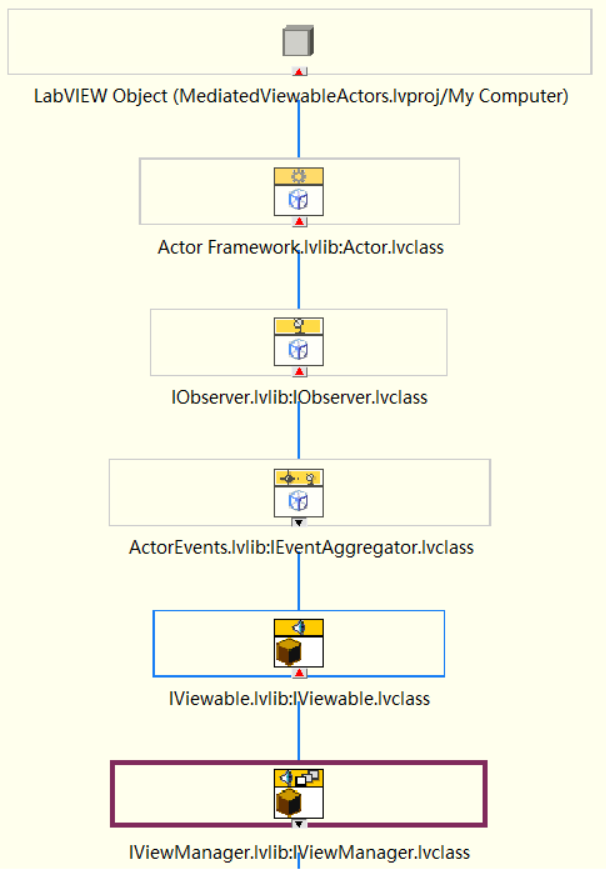 LabVIEW Object (MediatedViewableActors.lvproj/My Computer)
Actor Framework.lvlib:Actor.lvclass
IObserver.lvlib:IObserver.lvclass
ActorEvents.lvlib:IEventAggregator.lvclass
IViewable.lvlib:IViewable.lvclass
IViewManager.lvlib:IViewManager.lvclass